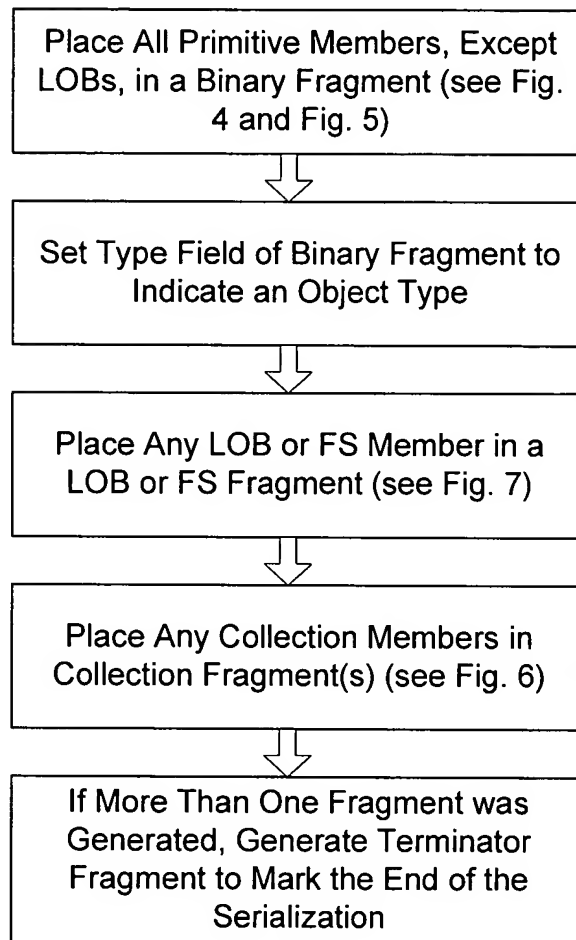 Place All Primitive Members, Except
LOBs, in a Binary Fragment (see Fig.
4 and Fig. 5)
Set Type Field of Binary Fragment to
Indicate an Object Type
Place Any LOB or FS Member in a
LOB or FS Fragment (see Fig. 7)
Place Any Collection Members in
Collection Fragment(s) (see Fig. 6)
If More Than One Fragment was
Generated, Generate Terminator
Fragment to Mark the End of the
Serialization